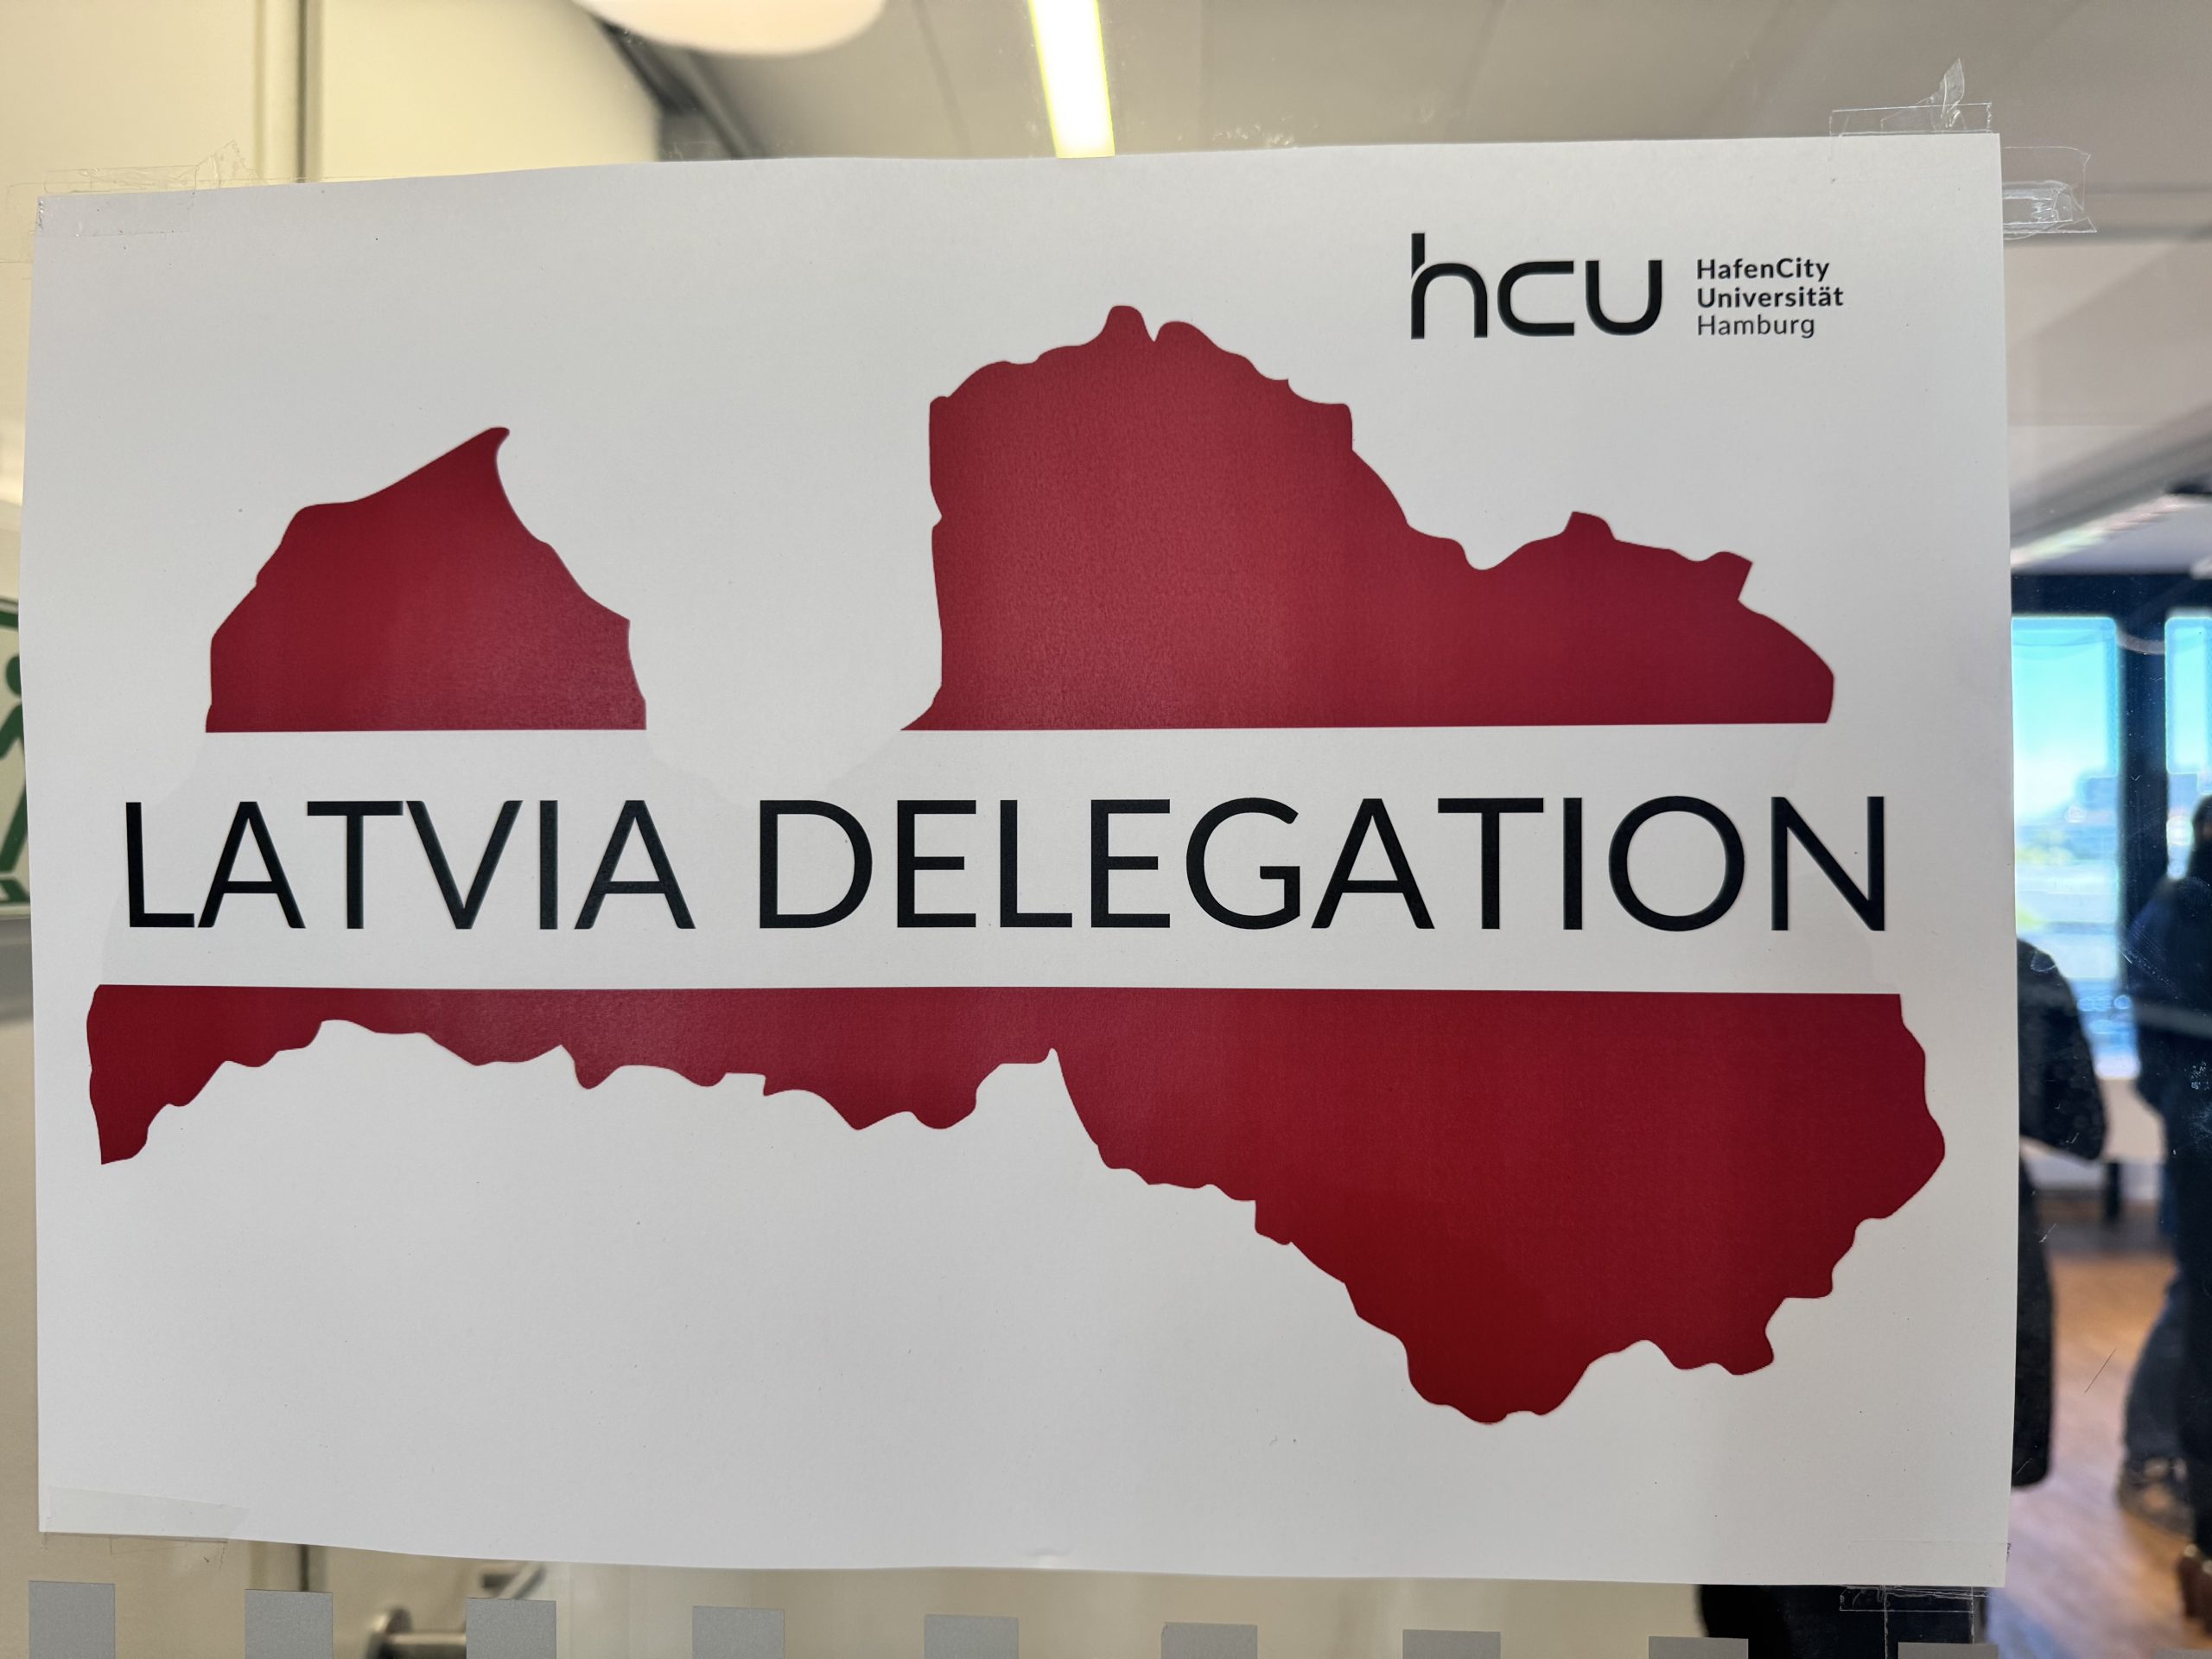 hcu
HafenCity
Universität
Hamburg
LATVIA DELEGATION